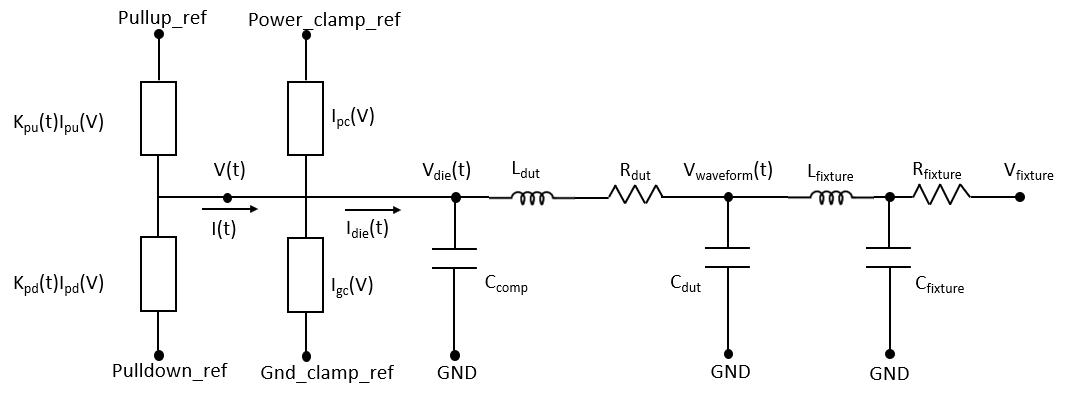 Pullup_ref
Power_clamp_ref
Kpu(t)Ipu(V)
Ipc(V)
V(t)
I(t)
Idie(t)
Vdie(t)
Ldut
Rdut
Vwaveform(t)
Lfixture
Rfixture
Vfixture
Kpd(t)Ipd(V)
Igc(V)
Ccomp
Cdut
Cfixture
Pulldown_ref
Gnd_clamp_ref
GND
GND
GND